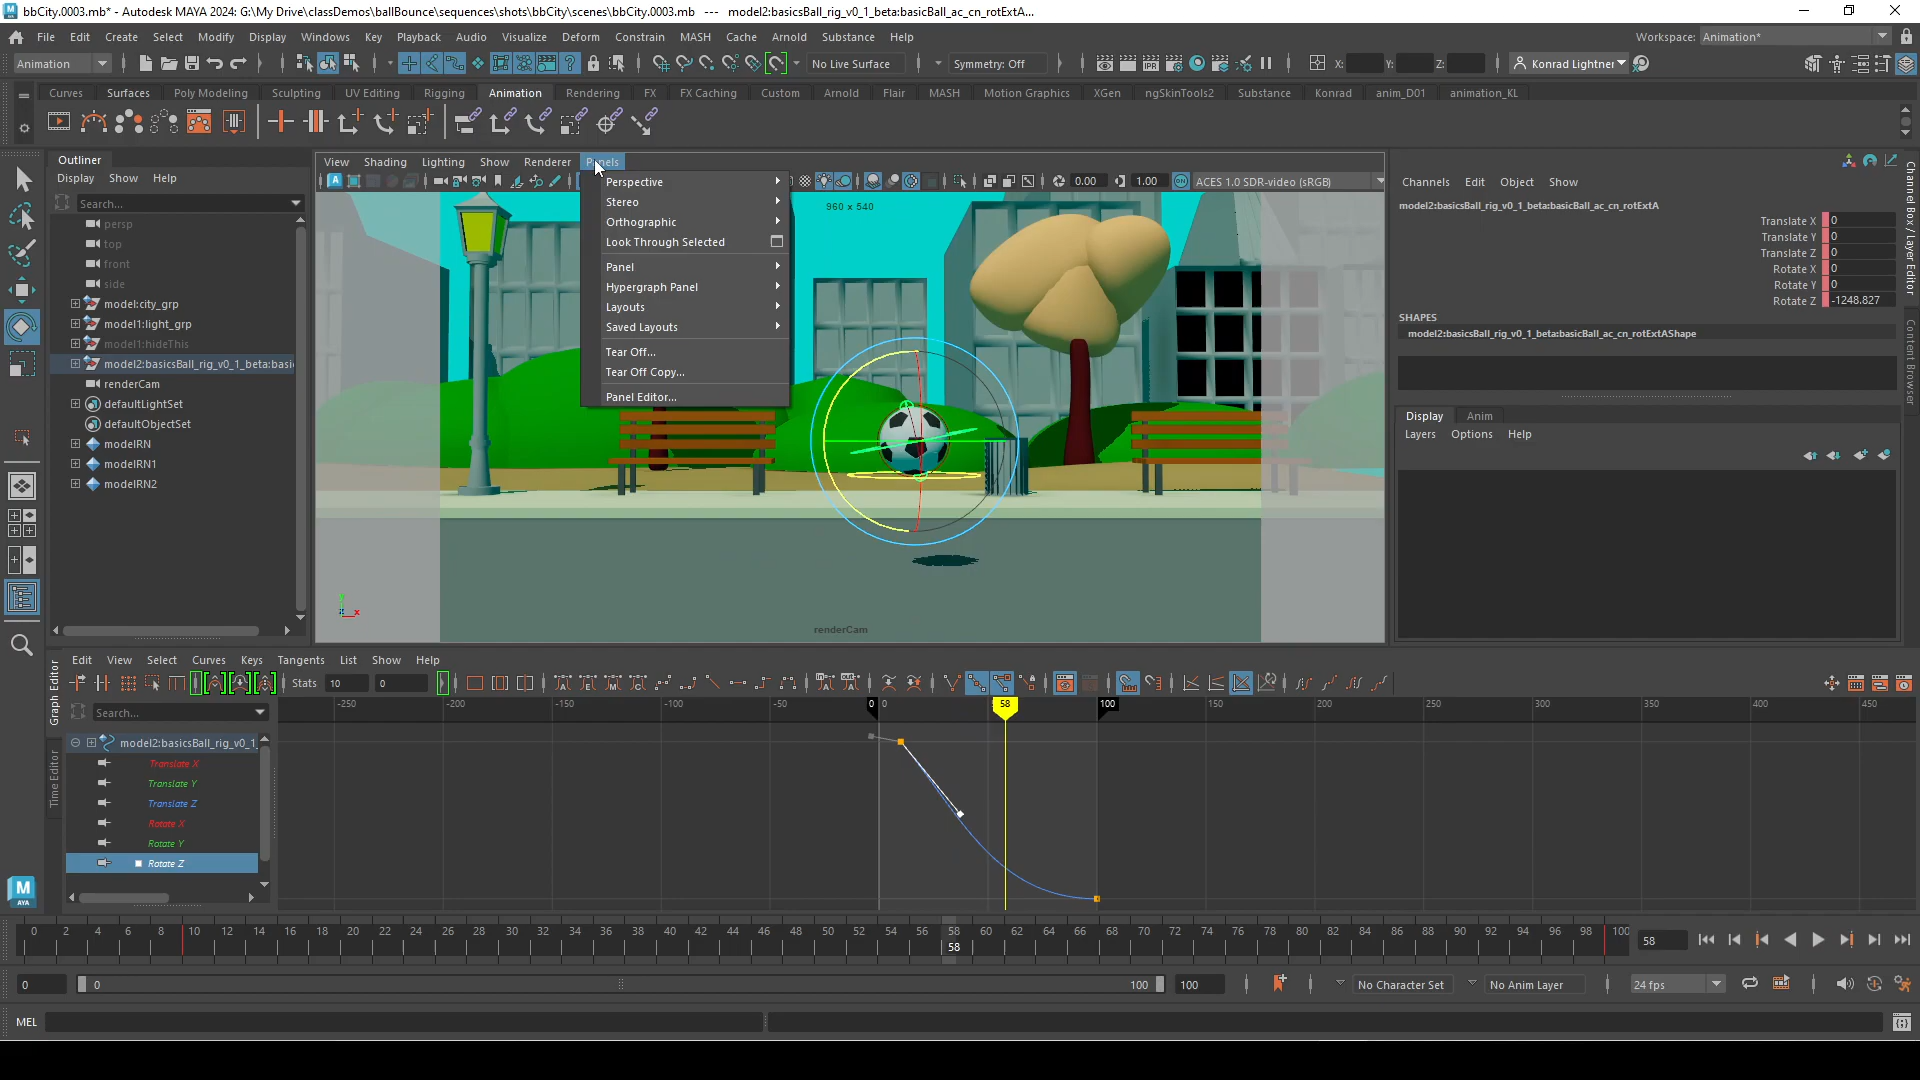 bbCity.0003.mb* - Autodesk MAYA 2024: G:\My Drive\classDemos\ballBounce\sequences\shots\bbCity\scenes\bbCity.0003.mb --- model2:basicsBall_rig_v0_1_beta:basicBall_ac_cn_rotExtA...
File Edit Create Select Modify Display Windows Key Playback Audio Visualize Deform Constrain MASH Cache Arnold Substance Help Workspace: Animation*
Animation No Live Surface Symmetry: Off X: Y: Z: Konrad Lightner
Curves Surfaces Poly Modeling Sculpting UV Editing Rigging Animation Rendering FX FX Caching Custom Arnold Flair MASH Motion Graphics XGen ngSkinTools2 Substance Konrad anim_D01 animation_KL
Outliner
Display Show Help
Search...
persp
top
front
side
model:city_grp
model1:light_grp
model1:hideThis
model2:basicsBall_rig_v0_1_beta:basi
renderCam
defaultLightSet
defaultObjectSet
modelRN
modelRN1
modelRN2
View Shading Lighting Show Renderer Panels
0.00 1.00 ACES 1.0 SDR-video (sRGB)
960 x 540
Perspective
Stereo
Orthographic
Look Through Selected
Panel
Hypergraph Panel
Layouts
Saved Layouts
Tear Off...
Tear Off Copy...
Panel Editor...
renderCam
Channels Edit Object Show
model2:basicsBall_rig_v0_1_beta:basicBall_ac_cn_rotExtA
Translate X 0
Translate Y 0
Translate Z 0
Rotate X 0
Rotate Y 0
Rotate Z -1248.827
SHAPES
model2:basicsBall_rig_v0_1_beta:basicBall_ac_cn_rotExtAShape
Display Anim
Layers Options Help
Channel Box / Layer Editor
Content Browser
Edit View Select Curves Keys Tangents List Show Help
Stats 10 0
Graph Editor
Time Editor
Search...
model2:basicsBall_rig_v0_1
Translate X
Translate Y
Translate Z
Rotate X
Rotate Y
Rotate Z
-250 -200 -150 -100 -50 0 0 58 100 150 200 250 300 350 400 450
0 2 4 6 8 10 12 14 16 18 20 22 24 26 28 30 32 34 36 38 40 42 44 46 48 50 52 54 56 58 60 62 64 66 68 70 72 74 76 78 80 82 84 86 88 90 92 94 96 98 100
58
58
0 0 100 100 No Character Set No Anim Layer 24 fps
MEL